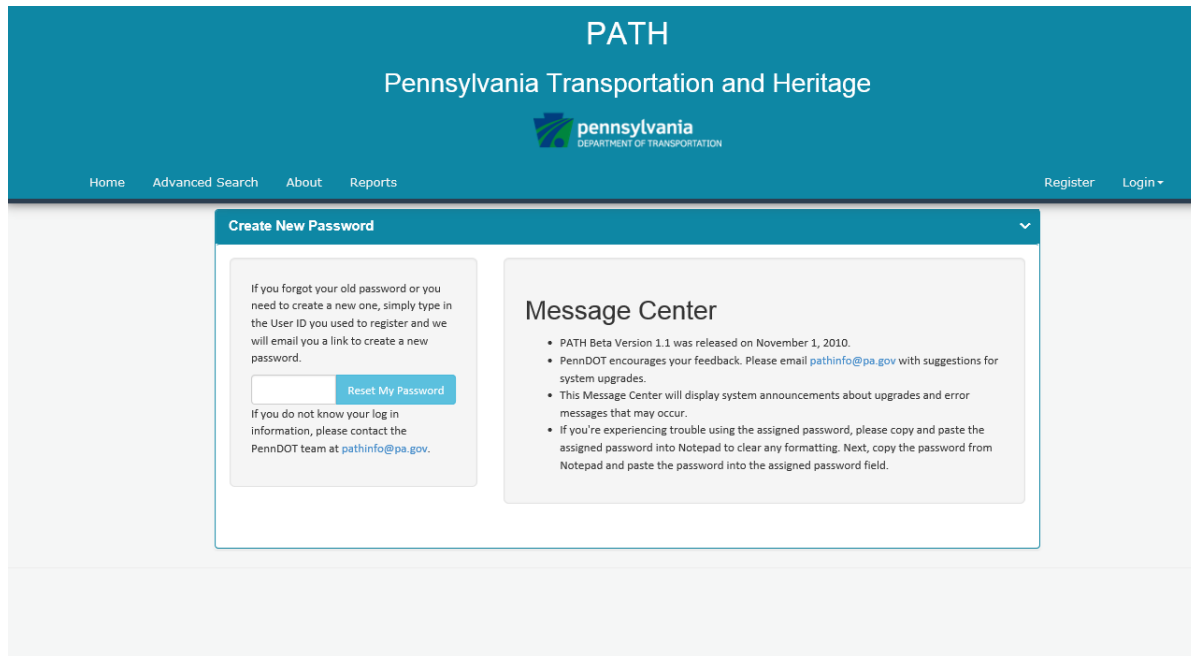 PATH
Pennsylvania Transportation and Heritage
pennsylvania
DEPARTMENT OF TRANSPORTATION
Home Advanced Search About Reports Register Login
Create New Password
If you forgot your old password or you
need to create a new one, simply type in
the User ID you used to register and we
will email you a link to create a new
password.
Reset My Password
If you do not know your log in
information, please contact the
PennDOT team at pathinfo@pa.gov.
Message Center
• PATH Beta Version 1.1 was released on November 1, 2010.
• PennDOT encourages your feedback. Please email pathinfo@pa.gov with suggestions for
system upgrades.
• This Message Center will display system announcements about upgrades and error
messages that may occur.
• If you're experiencing trouble using the assigned password, please copy and paste the
assigned password into Notepad to clear any formatting. Next, copy the password from
Notepad and paste the password into the assigned password field.